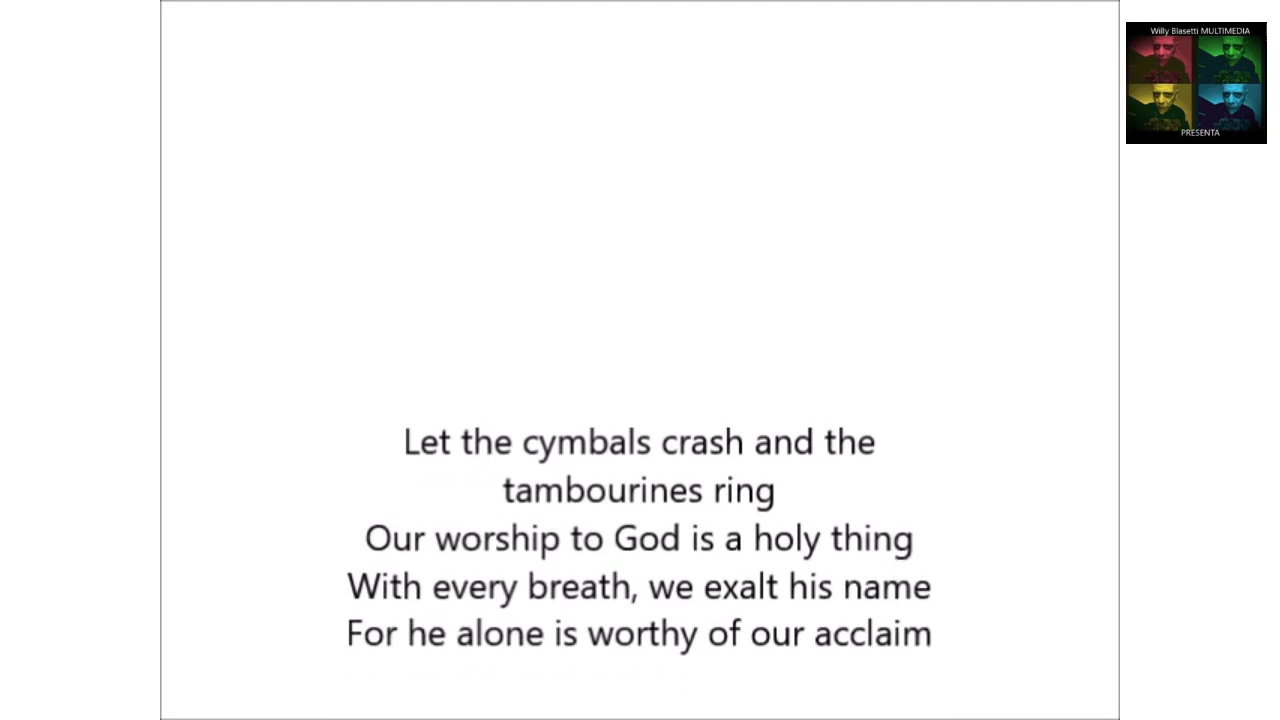 Willy Blasetti MULTIMEDIA
PRESENTA
Let the cymbals crash and the
tambourines ring
Our worship to God is a holy thing
With every breath, we exalt his name
For he alone is worthy of our acclaim